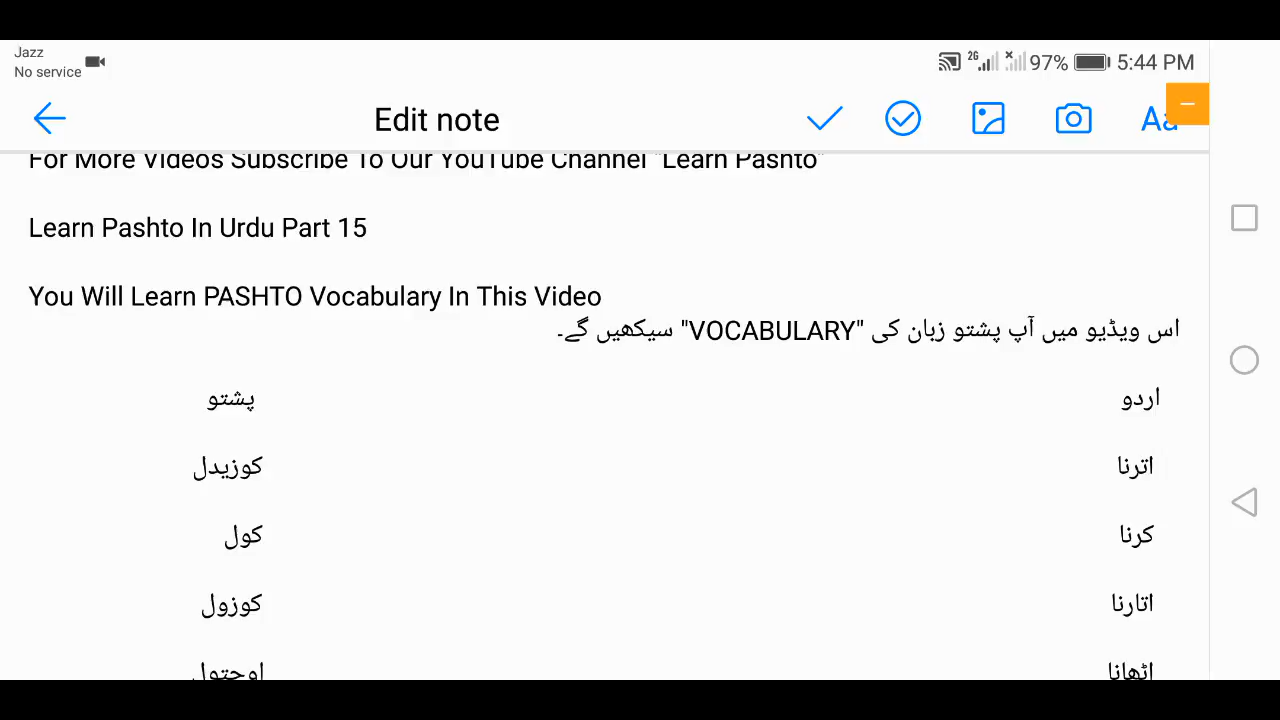 Jazz
No service
2G 97% 5:44 PM
Edit note
Aa
For More Videos Subscribe To Our YouTube Channel "Learn Pashto"
Learn Pashto In Urdu Part 15
You Will Learn PASHTO Vocabulary In This Video
اس ویڈیو میں آپ پشتو زبان کی "VOCABULARY" سیکھیں گے۔
اردو پشتو
اترنا کوزیدل
کرنا کول
اتارنا کوزول
اٹھانا